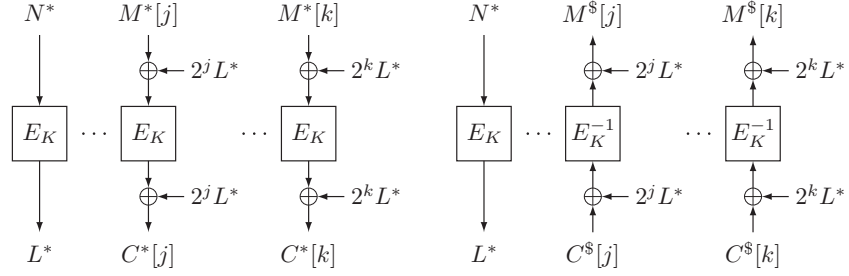 $N^*$ $M^*[j]$ $M^*[k]$ $N^*$ $M^\$[j]$ $M^\$[k]$
$2^j L^*$ $2^k L^*$ $2^j L^*$ $2^k L^*$
$E_K$ ··· $E_K$ ··· $E_K$ $E_K$ ··· $E_K^{-1}$ ··· $E_K^{-1}$
$2^j L^*$ $2^k L^*$ $2^j L^*$ $2^k L^*$
$L^*$ $C^*[j]$ $C^*[k]$ $L^*$ $C^\$[j]$ $C^\$[k]$